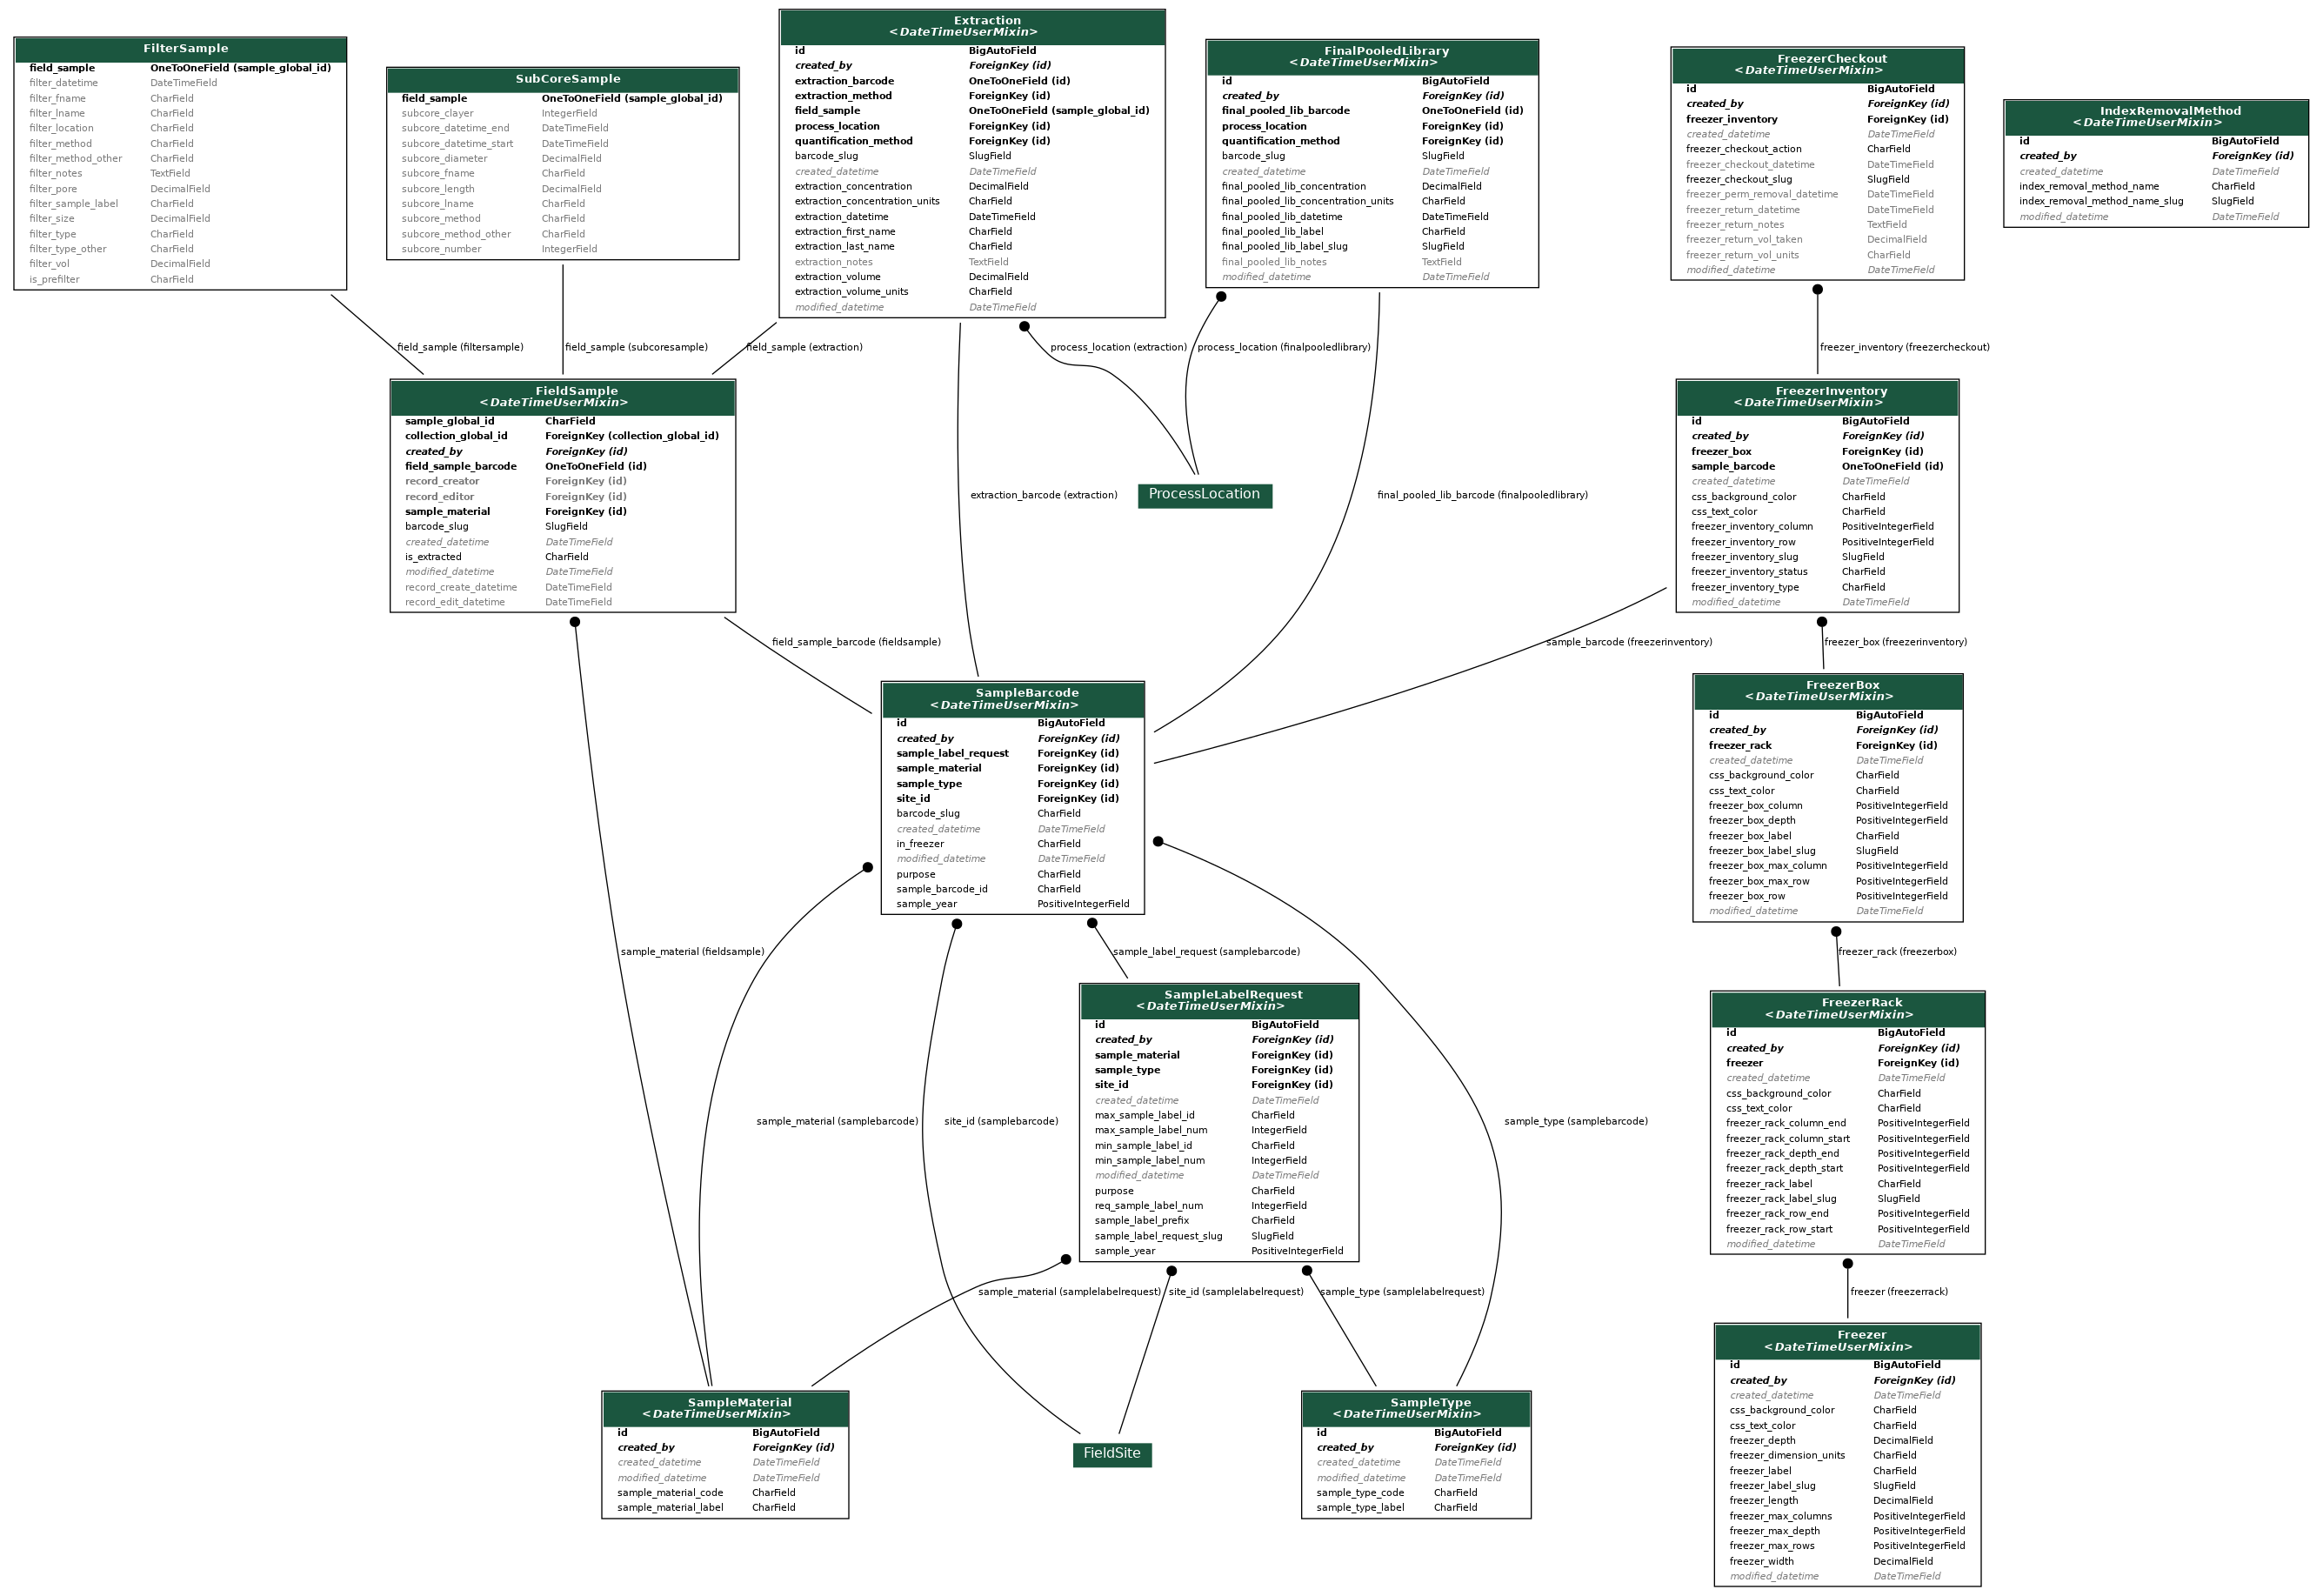 FilterSample
field_sample OneToOneField (sample_global_id)
filter_datetime DateTimeField
filter_fname CharField
filter_lname CharField
filter_location CharField
filter_method CharField
filter_method_other CharField
filter_notes TextField
filter_pore DecimalField
filter_sample_label CharField
filter_size DecimalField
filter_type CharField
filter_type_other CharField
filter_vol DecimalField
is_prefilter CharField
SubCoreSample
field_sample OneToOneField (sample_global_id)
subcore_clayer IntegerField
subcore_datetime_end DateTimeField
subcore_datetime_start DateTimeField
subcore_diameter DecimalField
subcore_fname CharField
subcore_length DecimalField
subcore_lname CharField
subcore_method CharField
subcore_method_other CharField
subcore_number IntegerField
Extraction
<DateTimeUserMixin>
id BigAutoField
created_by ForeignKey (id)
extraction_barcode OneToOneField (id)
extraction_method ForeignKey (id)
field_sample OneToOneField (sample_global_id)
process_location ForeignKey (id)
quantification_method ForeignKey (id)
barcode_slug SlugField
created_datetime DateTimeField
extraction_concentration DecimalField
extraction_concentration_units CharField
extraction_datetime DateTimeField
extraction_first_name CharField
extraction_last_name CharField
extraction_notes TextField
extraction_volume DecimalField
extraction_volume_units CharField
modified_datetime DateTimeField
FinalPooledLibrary
<DateTimeUserMixin>
id BigAutoField
created_by ForeignKey (id)
final_pooled_lib_barcode OneToOneField (id)
process_location ForeignKey (id)
quantification_method ForeignKey (id)
barcode_slug SlugField
created_datetime DateTimeField
final_pooled_lib_concentration DecimalField
final_pooled_lib_concentration_units CharField
final_pooled_lib_datetime DateTimeField
final_pooled_lib_label CharField
final_pooled_lib_label_slug SlugField
final_pooled_lib_notes TextField
modified_datetime DateTimeField
FreezerCheckout
<DateTimeUserMixin>
id BigAutoField
created_by ForeignKey (id)
freezer_inventory ForeignKey (id)
created_datetime DateTimeField
freezer_checkout_action CharField
freezer_checkout_datetime DateTimeField
freezer_checkout_slug SlugField
freezer_perm_removal_datetime DateTimeField
freezer_return_datetime DateTimeField
freezer_return_notes TextField
freezer_return_vol_taken DecimalField
freezer_return_vol_units CharField
modified_datetime DateTimeField
IndexRemovalMethod
<DateTimeUserMixin>
id BigAutoField
created_by ForeignKey (id)
created_datetime DateTimeField
index_removal_method_name CharField
index_removal_method_name_slug SlugField
modified_datetime DateTimeField
field_sample (filtersample)
field_sample (subcoresample)
field_sample (extraction)
process_location (extraction)
process_location (finalpooledlibrary)
freezer_inventory (freezercheckout)
FieldSample
<DateTimeUserMixin>
sample_global_id CharField
collection_global_id ForeignKey (collection_global_id)
created_by ForeignKey (id)
field_sample_barcode OneToOneField (id)
record_creator ForeignKey (id)
record_editor ForeignKey (id)
sample_material ForeignKey (id)
barcode_slug SlugField
created_datetime DateTimeField
is_extracted CharField
modified_datetime DateTimeField
record_create_datetime DateTimeField
record_edit_datetime DateTimeField
extraction_barcode (extraction)
ProcessLocation
final_pooled_lib_barcode (finalpooledlibrary)
FreezerInventory
<DateTimeUserMixin>
id BigAutoField
created_by ForeignKey (id)
freezer_box ForeignKey (id)
sample_barcode OneToOneField (id)
created_datetime DateTimeField
css_background_color CharField
css_text_color CharField
freezer_inventory_column PositiveIntegerField
freezer_inventory_row PositiveIntegerField
freezer_inventory_slug SlugField
freezer_inventory_status CharField
freezer_inventory_type CharField
modified_datetime DateTimeField
field_sample_barcode (fieldsample)
sample_barcode (freezerinventory)
freezer_box (freezerinventory)
SampleBarcode
<DateTimeUserMixin>
id BigAutoField
created_by ForeignKey (id)
sample_label_request ForeignKey (id)
sample_material ForeignKey (id)
sample_type ForeignKey (id)
site_id ForeignKey (id)
barcode_slug CharField
created_datetime DateTimeField
in_freezer CharField
modified_datetime DateTimeField
purpose CharField
sample_barcode_id CharField
sample_year PositiveIntegerField
FreezerBox
<DateTimeUserMixin>
id BigAutoField
created_by ForeignKey (id)
freezer_rack ForeignKey (id)
created_datetime DateTimeField
css_background_color CharField
css_text_color CharField
freezer_box_column PositiveIntegerField
freezer_box_depth PositiveIntegerField
freezer_box_label CharField
freezer_box_label_slug SlugField
freezer_box_max_column PositiveIntegerField
freezer_box_max_row PositiveIntegerField
freezer_box_row PositiveIntegerField
modified_datetime DateTimeField
sample_material (fieldsample)
sample_label_request (samplebarcode)
freezer_rack (freezerbox)
SampleLabelRequest
<DateTimeUserMixin>
id BigAutoField
created_by ForeignKey (id)
sample_material ForeignKey (id)
sample_type ForeignKey (id)
site_id ForeignKey (id)
created_datetime DateTimeField
max_sample_label_id CharField
max_sample_label_num IntegerField
min_sample_label_id CharField
min_sample_label_num IntegerField
modified_datetime DateTimeField
purpose CharField
req_sample_label_num IntegerField
sample_label_prefix CharField
sample_label_request_slug SlugField
sample_year PositiveIntegerField
FreezerRack
<DateTimeUserMixin>
id BigAutoField
created_by ForeignKey (id)
freezer ForeignKey (id)
created_datetime DateTimeField
css_background_color CharField
css_text_color CharField
freezer_rack_column_end PositiveIntegerField
freezer_rack_column_start PositiveIntegerField
freezer_rack_depth_end PositiveIntegerField
freezer_rack_depth_start PositiveIntegerField
freezer_rack_label CharField
freezer_rack_label_slug SlugField
freezer_rack_row_end PositiveIntegerField
freezer_rack_row_start PositiveIntegerField
modified_datetime DateTimeField
sample_material (samplebarcode)
site_id (samplebarcode)
sample_type (samplebarcode)
sample_material (samplelabelrequest)
site_id (samplelabelrequest)
sample_type (samplelabelrequest)
freezer (freezerrack)
SampleMaterial
<DateTimeUserMixin>
id BigAutoField
created_by ForeignKey (id)
created_datetime DateTimeField
modified_datetime DateTimeField
sample_material_code CharField
sample_material_label CharField
FieldSite
SampleType
<DateTimeUserMixin>
id BigAutoField
created_by ForeignKey (id)
created_datetime DateTimeField
modified_datetime DateTimeField
sample_type_code CharField
sample_type_label CharField
Freezer
<DateTimeUserMixin>
id BigAutoField
created_by ForeignKey (id)
created_datetime DateTimeField
css_background_color CharField
css_text_color CharField
freezer_depth DecimalField
freezer_dimension_units CharField
freezer_label CharField
freezer_label_slug SlugField
freezer_length DecimalField
freezer_max_columns PositiveIntegerField
freezer_max_depth PositiveIntegerField
freezer_max_rows PositiveIntegerField
freezer_width DecimalField
modified_datetime DateTimeField